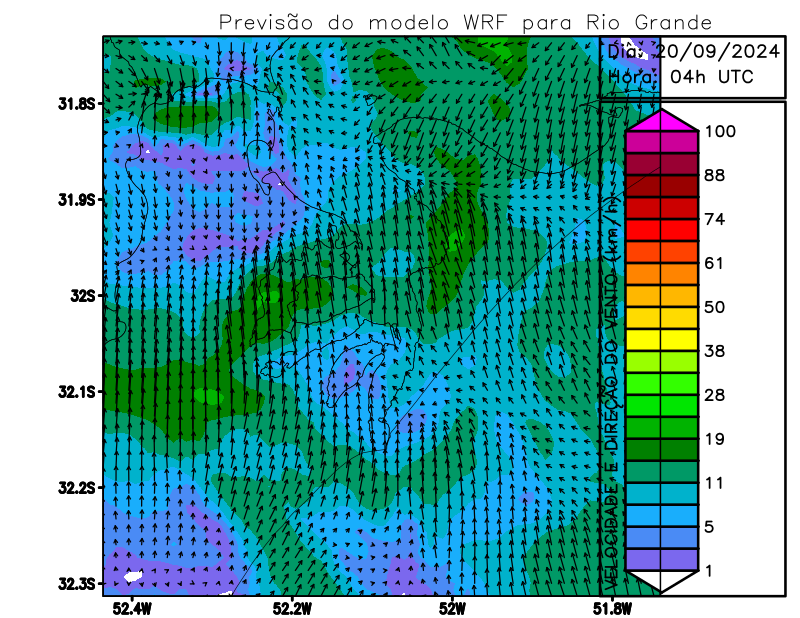 Previsão do modelo WRF para Rio Grande
Dia: 20/09/2024
Hora: 04h UTC
31.8S
31.9S
32S
32.1S
32.2S
32.3S
52.4W
52.2W
52W
51.8W
VELOCIDADE E DIREÇÃO DO VENTO (km/h)
100
88
74
61
50
38
28
19
11
5
1